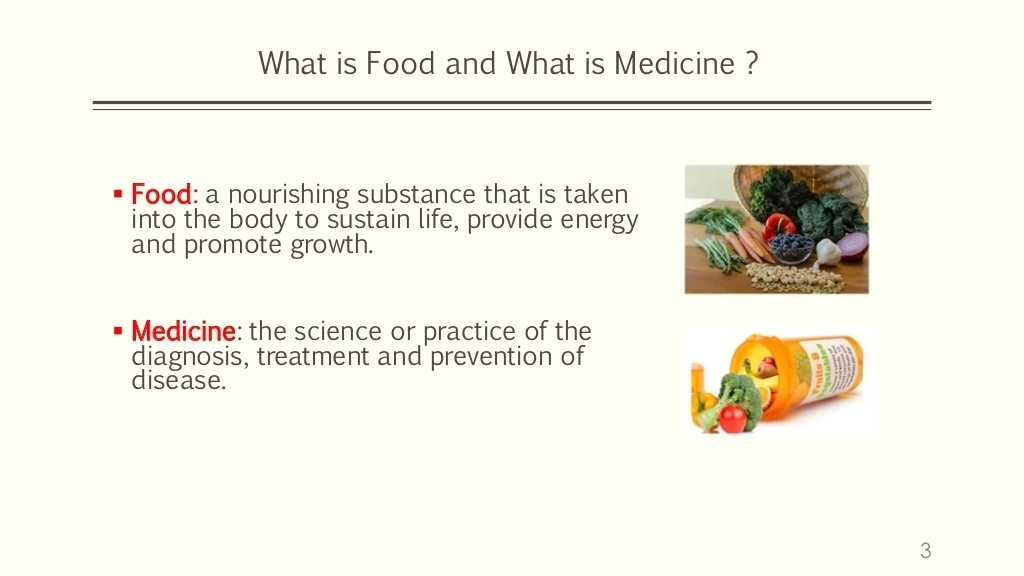 What is Food and What is Medicine ?
▪ Food: a nourishing substance that is taken
into the body to sustain life, provide energy
and promote growth.
▪ Medicine: the science or practice of the
diagnosis, treatment and prevention of
disease.
Fruits &
Vegetables
3